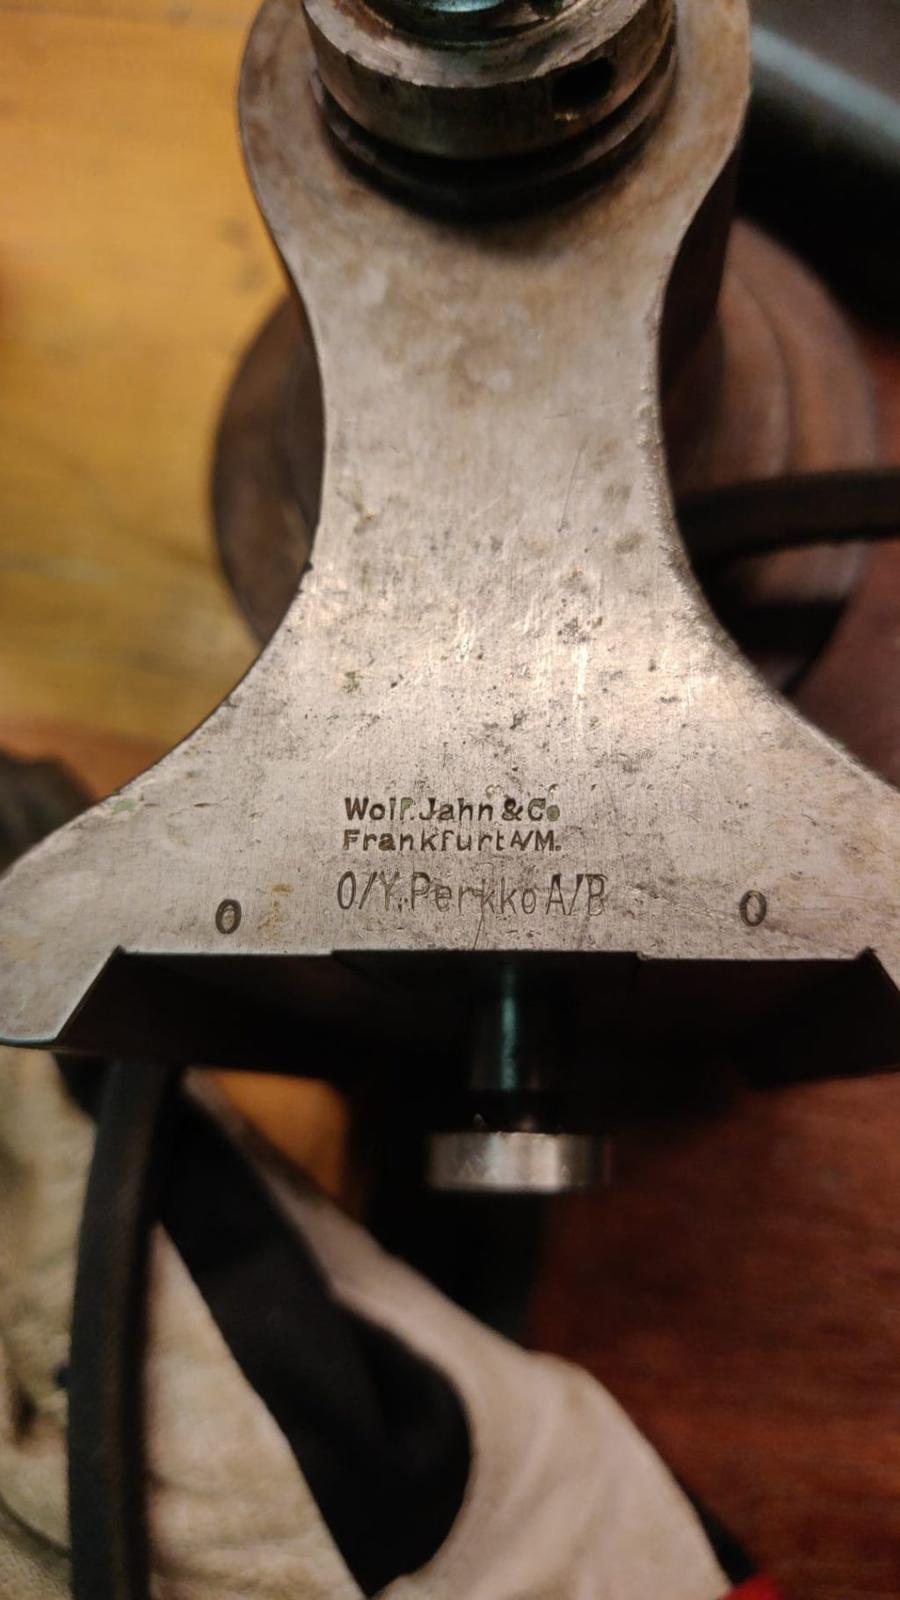 Wolf.Jahn & Co
Frankfurt A/M.
O/Y. Perkko A/B
0 0